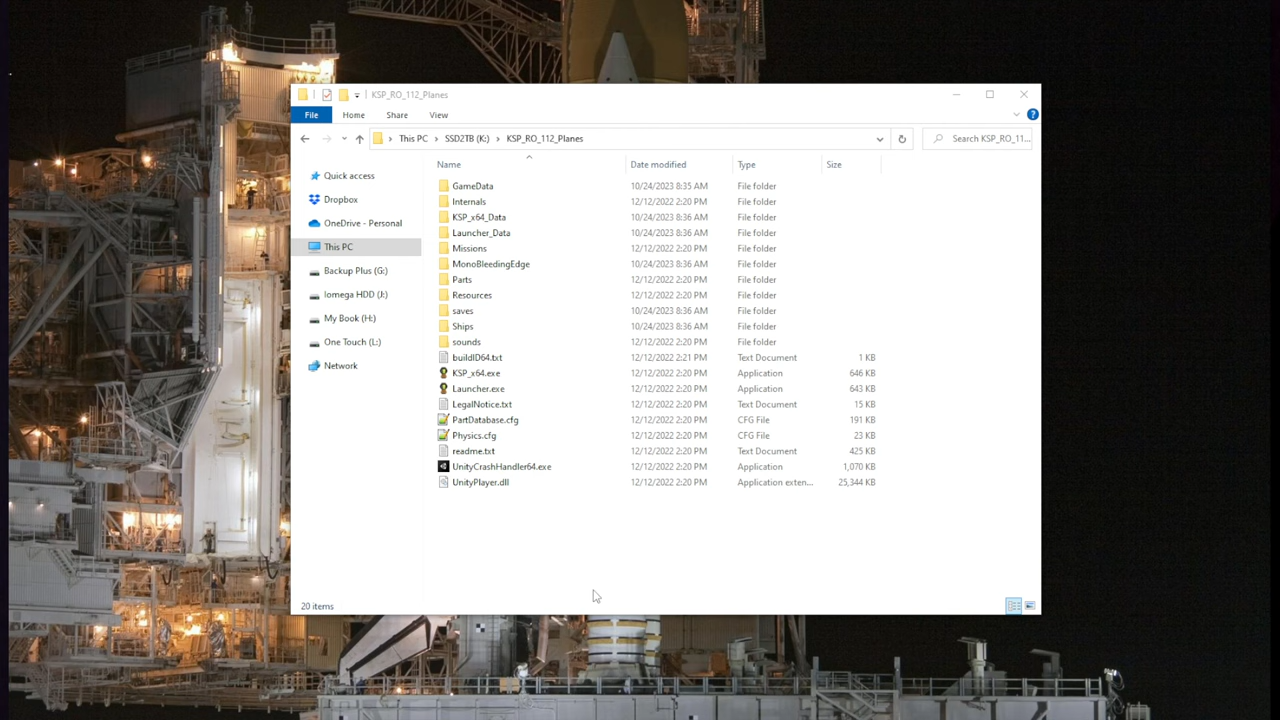 KSP_RO_112_Planes
File Home Share View
This PC SSD2TB (K:) KSP_RO_112_Planes Search KSP_RO_11...
Name Date modified Type Size
Quick access
Dropbox
OneDrive - Personal
This PC
Backup Plus (G:)
Iomega HDD (I:)
My Book (H:)
One Touch (L:)
Network
GameData 10/24/2023 8:35 AM File folder
Internals 12/12/2022 2:20 PM File folder
KSP_x64_Data 10/24/2023 8:36 AM File folder
Launcher_Data 10/24/2023 8:36 AM File folder
Missions 12/12/2022 2:20 PM File folder
MonoBleedingEdge 10/24/2023 8:36 AM File folder
Parts 12/12/2022 2:20 PM File folder
Resources 12/12/2022 2:20 PM File folder
saves 10/24/2023 8:36 AM File folder
Ships 10/24/2023 8:36 AM File folder
sounds 12/12/2022 2:20 PM File folder
buildID64.txt 12/12/2022 2:21 PM Text Document 1 KB
KSP_x64.exe 12/12/2022 2:20 PM Application 646 KB
Launcher.exe 12/12/2022 2:20 PM Application 643 KB
LegalNotice.txt 12/12/2022 2:20 PM Text Document 15 KB
PartDatabase.cfg 12/12/2022 2:20 PM CFG File 191 KB
Physics.cfg 12/12/2022 2:20 PM CFG File 23 KB
readme.txt 12/12/2022 2:20 PM Text Document 425 KB
UnityCrashHandler64.exe 12/12/2022 2:20 PM Application 1,070 KB
UnityPlayer.dll 12/12/2022 2:20 PM Application exten... 25,344 KB
20 items